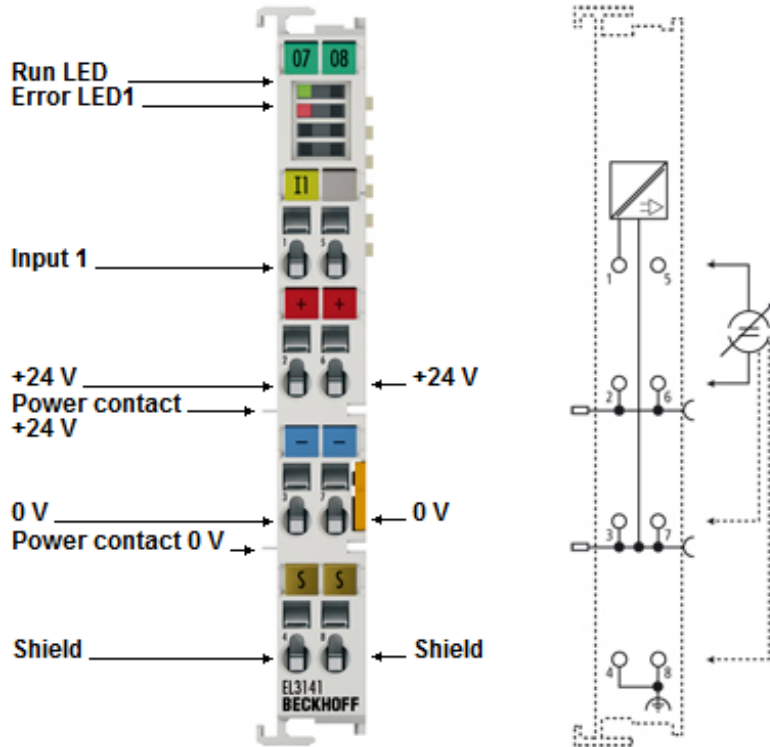 07 08
Run LED
Error LED1
I1
1 5
Input 1
1 5
+ +
2 6
+24 V
+24 V
Power contact
+24 V
2 6
− −
3 7
0 V
0 V
Power contact 0 V
3 7
S S
4 8
Shield
Shield
4 8
EL3141
BECKHOFF